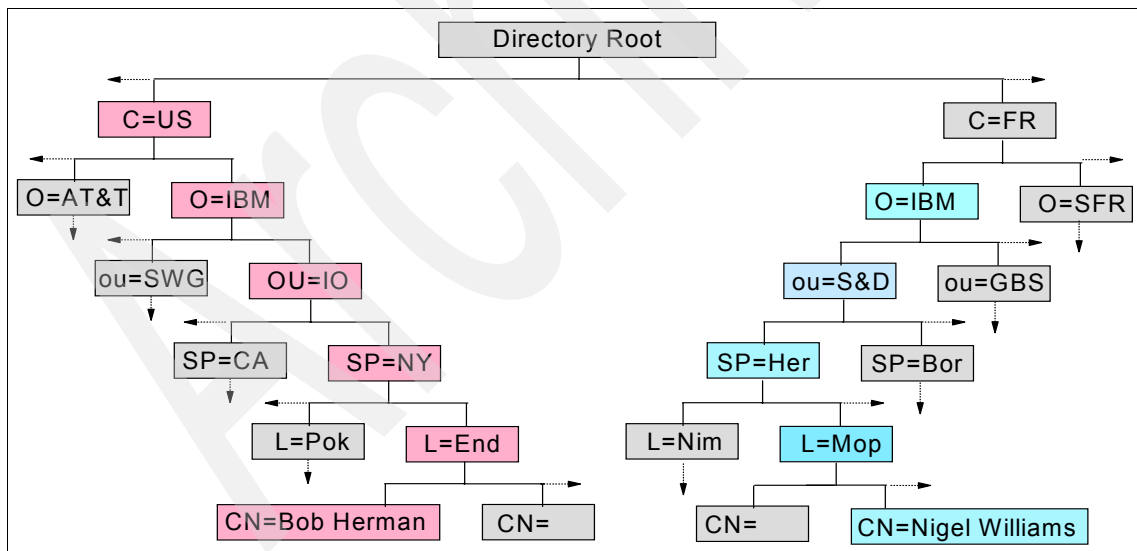 Directory Root
C=US
C=FR
O=AT&T
O=IBM
O=IBM
O=SFR
ou=SWG
OU=IO
ou=S&D
ou=GBS
SP=CA
SP=NY
SP=Her
SP=Bor
L=Pok
L=End
L=Nim
L=Mop
CN=Bob Herman
CN=
CN=
CN=Nigel Williams